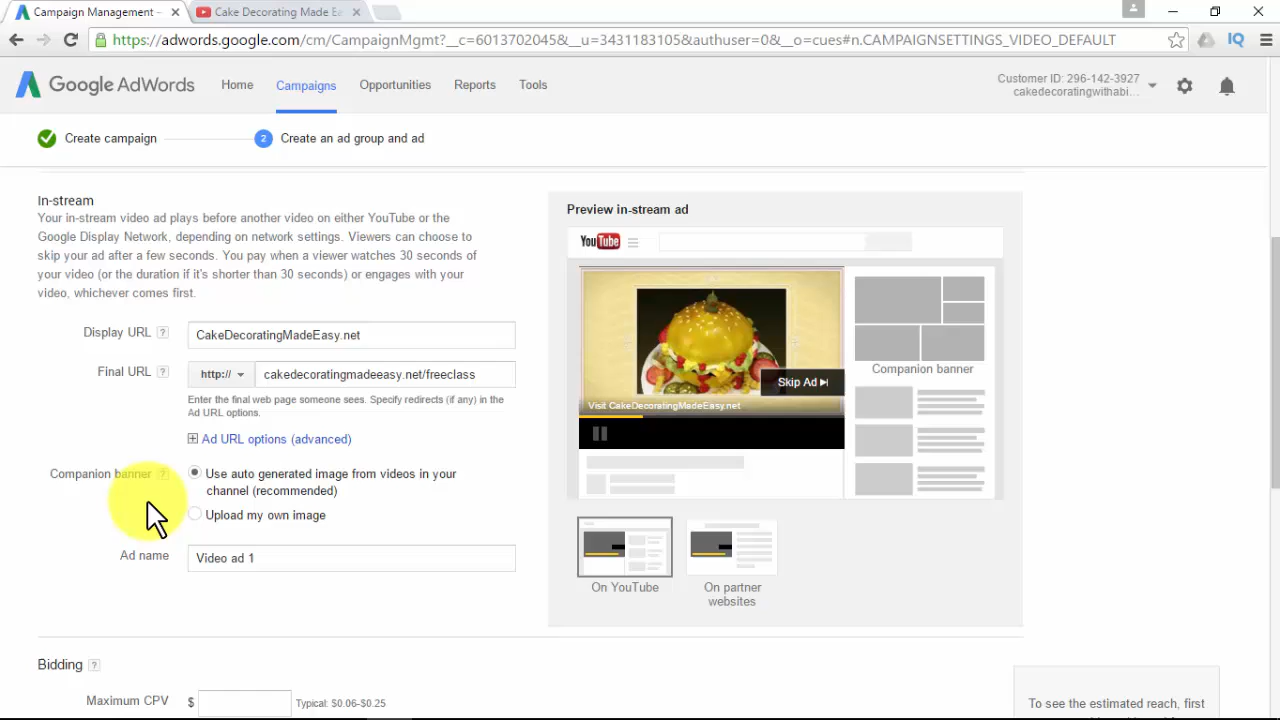 Campaign Management –
Cake Decorating Made Ea
https://adwords.google.com/cm/CampaignMgmt?__c=6013702045&__u=3431183105&authuser=0&__o=cues#n.CAMPAIGNSETTINGS_VIDEO_DEFAULT
IQ
Google AdWords
Home
Campaigns
Opportunities
Reports
Tools
Customer ID: 296-142-3927
cakedecoratingwithabi...
Create campaign
2
Create an ad group and ad
In-stream
Your in-stream video ad plays before another video on either YouTube or the
Google Display Network, depending on network settings. Viewers can choose to
skip your ad after a few seconds. You pay when a viewer watches 30 seconds of
your video (or the duration if it's shorter than 30 seconds) or engages with your
video, whichever comes first.
Display URL ?
CakeDecoratingMadeEasy.net
Final URL ?
http://
cakedecoratingmadeeasy.net/freeclass
Enter the final web page someone sees. Specify redirects (if any) in the
Ad URL options.
Ad URL options (advanced)
Companion banner ?
Use auto generated image from videos in your
channel (recommended)
Upload my own image
Ad name
Video ad 1
Preview in-stream ad
YouTube
Skip Ad
Visit CakeDecoratingMadeEasy.net
Companion banner
On YouTube
On partner
websites
Bidding ?
Maximum CPV
$
Typical: $0.06-$0.25
To see the estimated reach, first